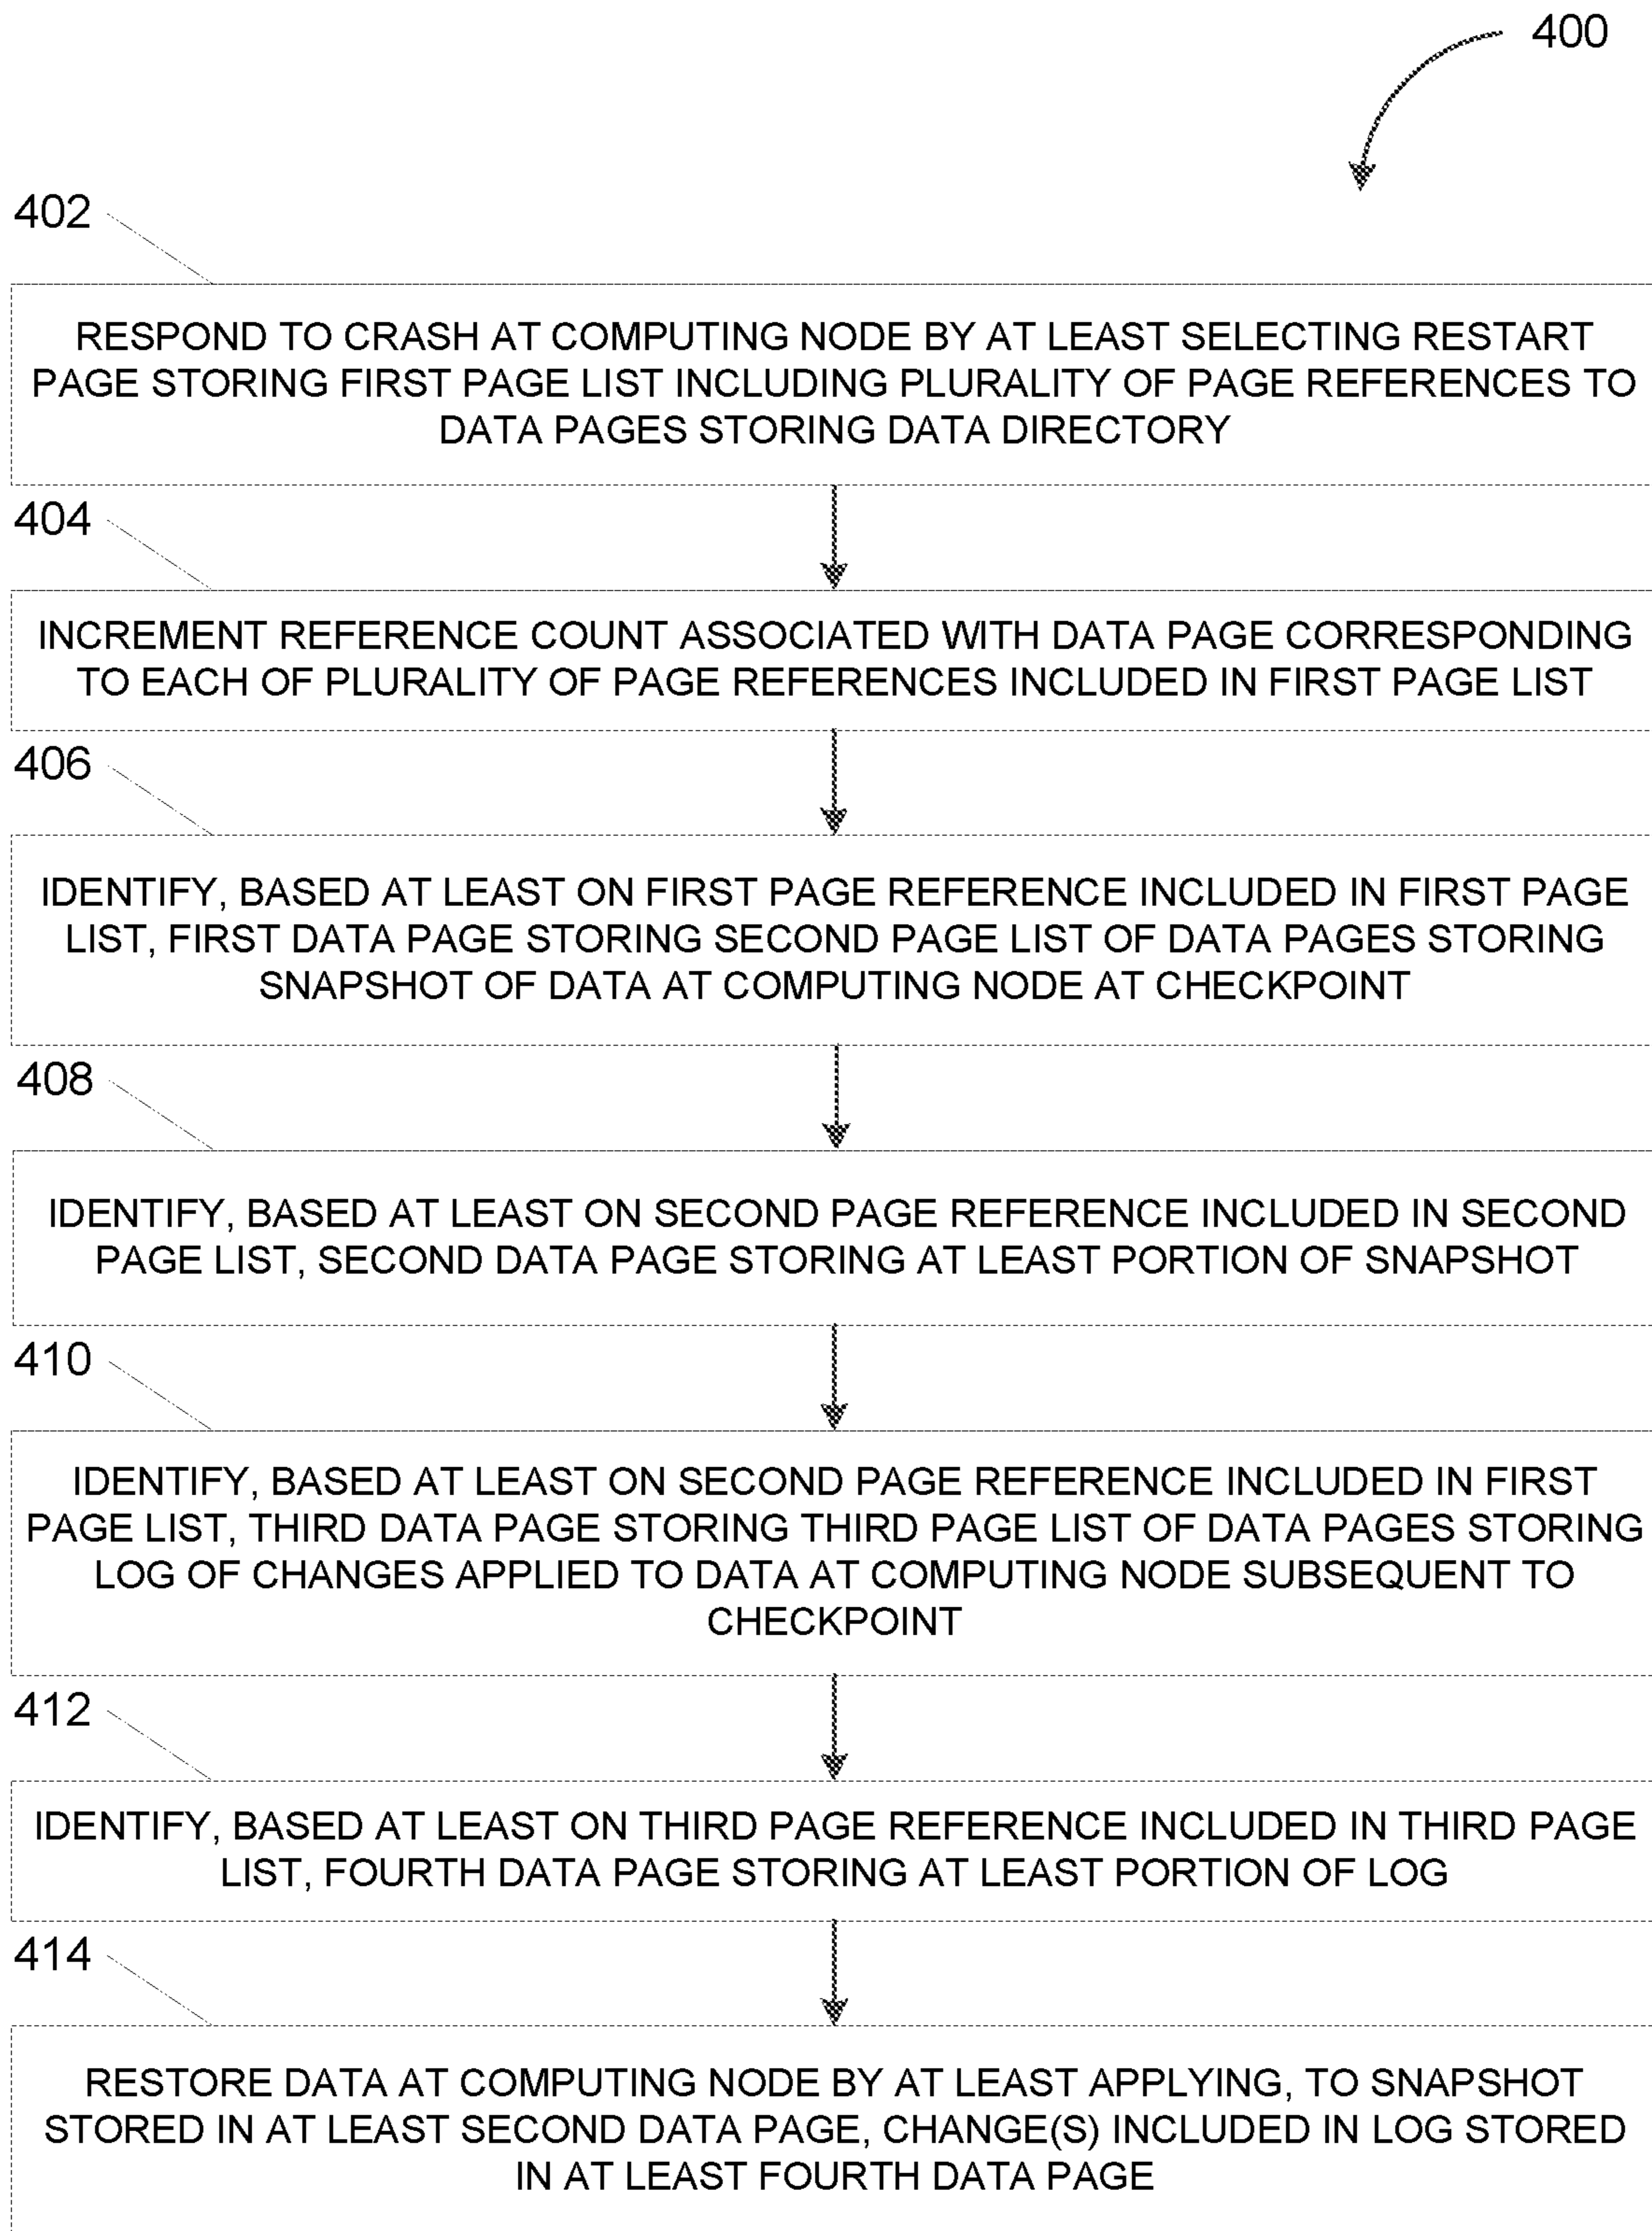 400
402
RESPOND TO CRASH AT COMPUTING NODE BY AT LEAST SELECTING RESTART
PAGE STORING FIRST PAGE LIST INCLUDING PLURALITY OF PAGE REFERENCES TO
DATA PAGES STORING DATA DIRECTORY
404
INCREMENT REFERENCE COUNT ASSOCIATED WITH DATA PAGE CORRESPONDING
TO EACH OF PLURALITY OF PAGE REFERENCES INCLUDED IN FIRST PAGE LIST
406
IDENTIFY, BASED AT LEAST ON FIRST PAGE REFERENCE INCLUDED IN FIRST PAGE
LIST, FIRST DATA PAGE STORING SECOND PAGE LIST OF DATA PAGES STORING
SNAPSHOT OF DATA AT COMPUTING NODE AT CHECKPOINT
408
IDENTIFY, BASED AT LEAST ON SECOND PAGE REFERENCE INCLUDED IN SECOND
PAGE LIST, SECOND DATA PAGE STORING AT LEAST PORTION OF SNAPSHOT
410
IDENTIFY, BASED AT LEAST ON SECOND PAGE REFERENCE INCLUDED IN FIRST
PAGE LIST, THIRD DATA PAGE STORING THIRD PAGE LIST OF DATA PAGES STORING
LOG OF CHANGES APPLIED TO DATA AT COMPUTING NODE SUBSEQUENT TO
CHECKPOINT
412
IDENTIFY, BASED AT LEAST ON THIRD PAGE REFERENCE INCLUDED IN THIRD PAGE
LIST, FOURTH DATA PAGE STORING AT LEAST PORTION OF LOG
414
RESTORE DATA AT COMPUTING NODE BY AT LEAST APPLYING, TO SNAPSHOT
STORED IN AT LEAST SECOND DATA PAGE, CHANGE(S) INCLUDED IN LOG STORED
IN AT LEAST FOURTH DATA PAGE